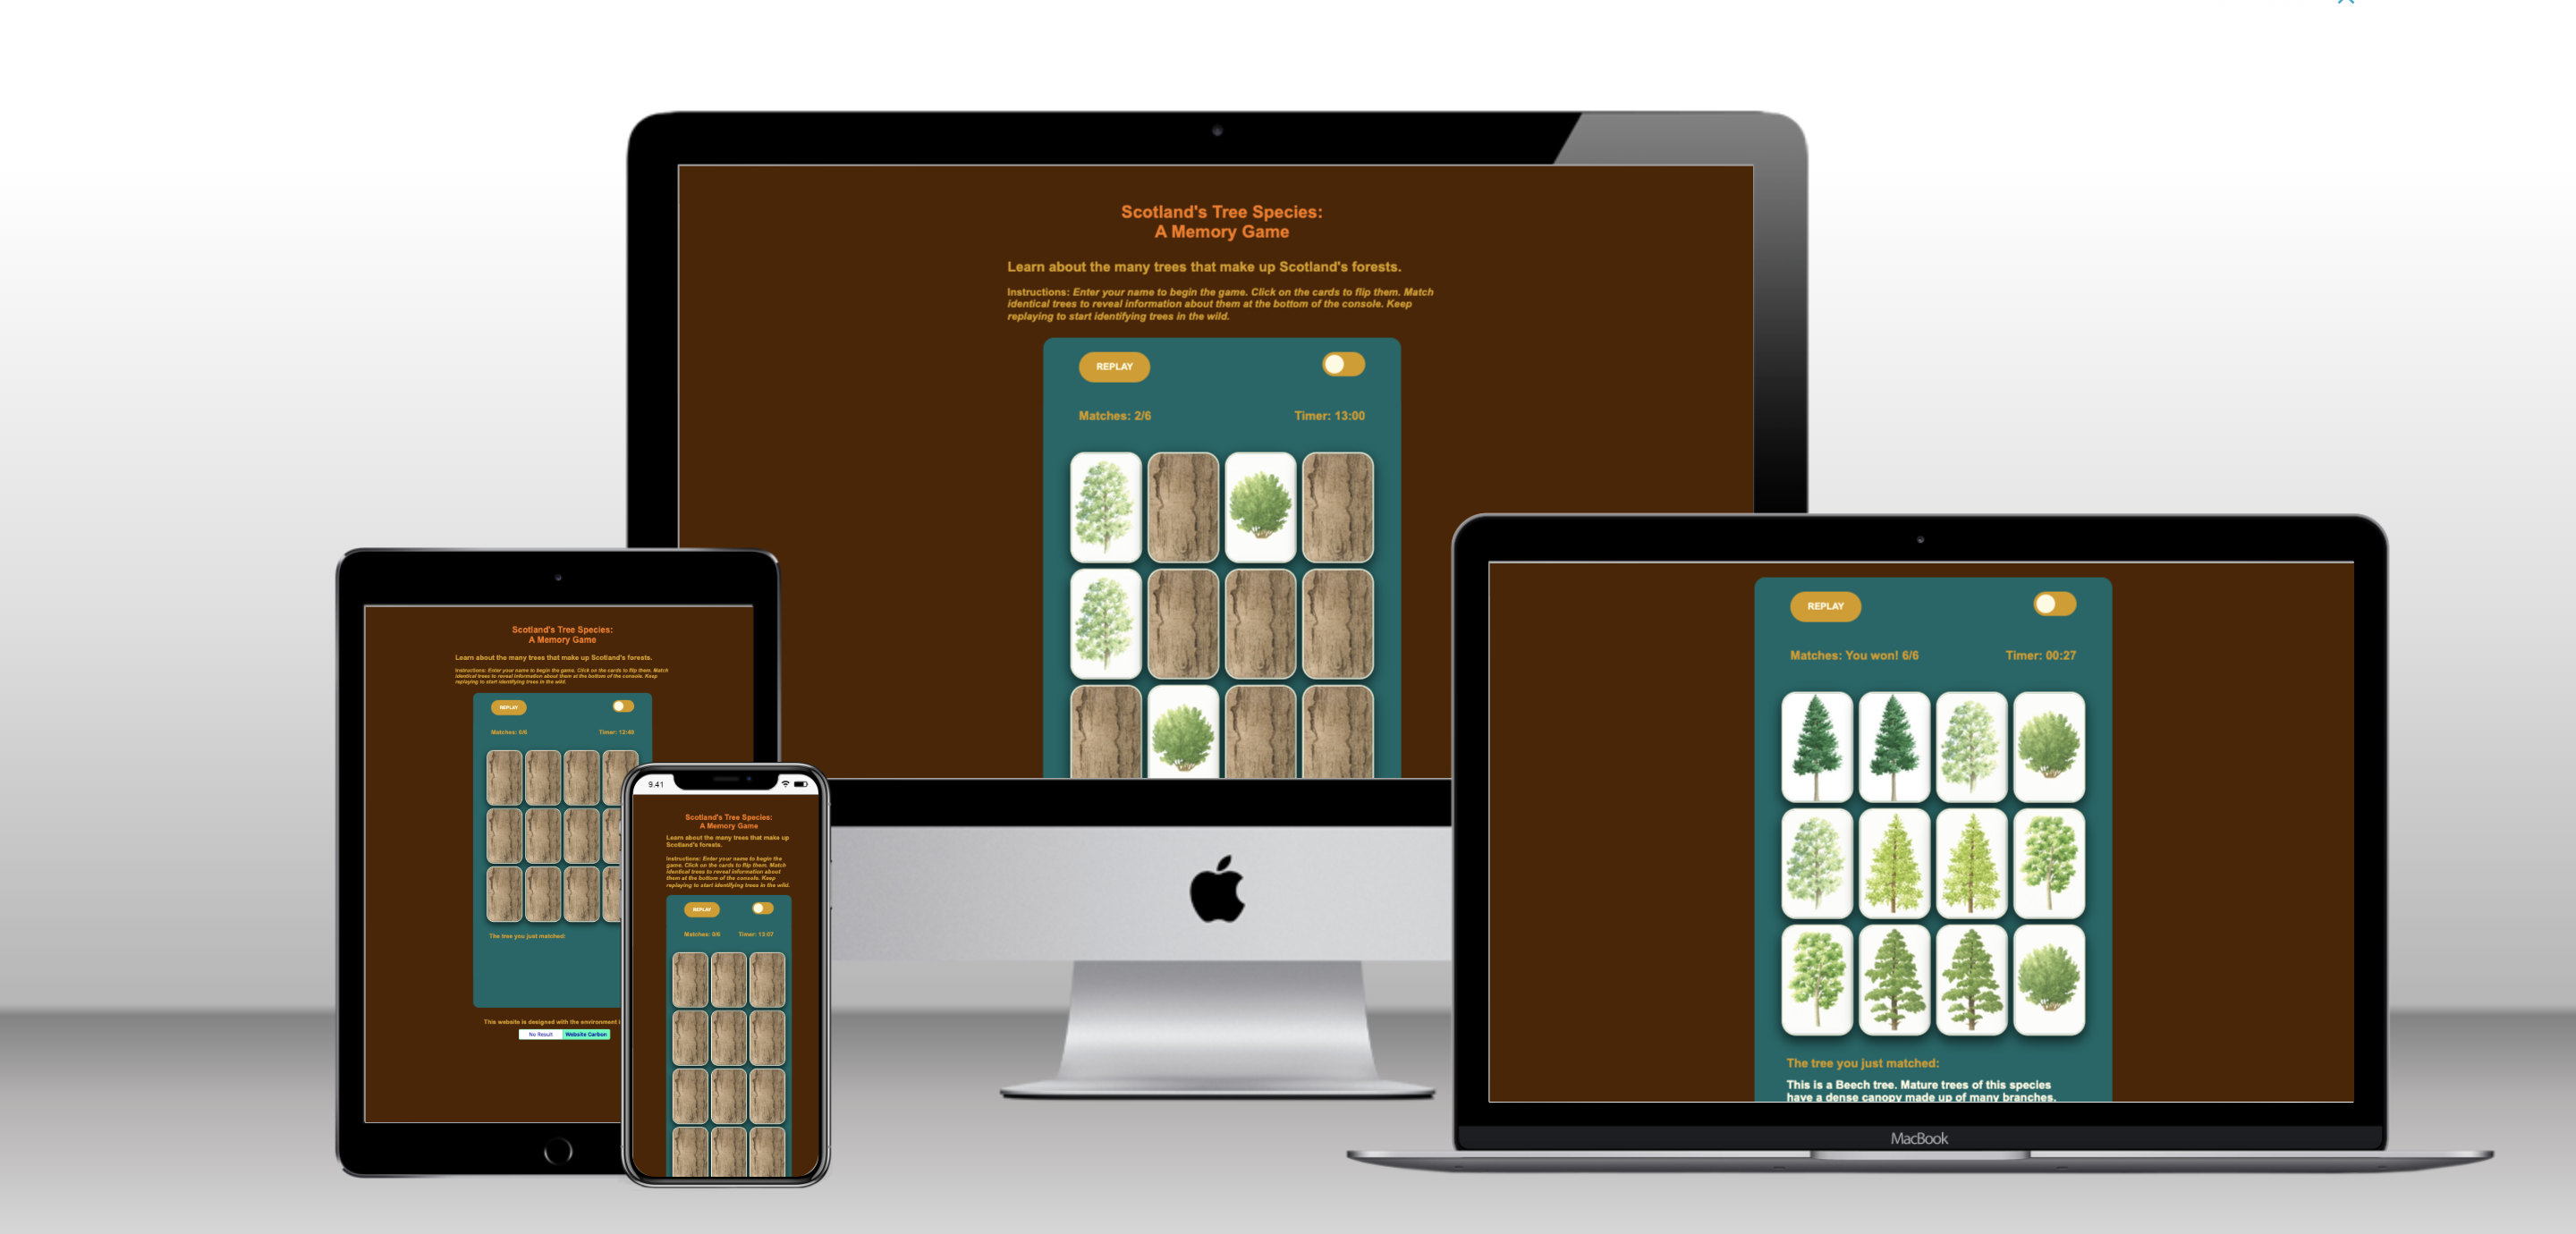 Scotland's Tree Species:
A Memory Game
Learn about the many trees that make up Scotland's forests.
Instructions: Enter your name to begin the game. Click on the cards to flip them. Match
identical trees to reveal information about them at the bottom of the console. Keep
replaying to start identifying trees in the wild.
REPLAY
Matches: 2/6
Timer: 13:00
Scotland's Tree Species:
A Memory Game
Learn about the many trees that make up Scotland's forests.
Instructions: Enter your name to begin the game. Click on the cards to flip them. Match
identical trees to reveal information about them at the bottom of the console. Keep
replaying to start identifying trees in the wild.
REPLAY
Matches:
Timer:
The tree you just matched:
This website is designed with the environment
No Result
Website Carbon
9.41
Scotland's Tree Species:
A Memory Game
Learn about the many trees that make up
Scotland's forests.
Instructions: Enter your name to begin the
game. Click on the cards to flip them. Match
identical trees to reveal information about
them at the bottom of the console. Keep
replaying to start identifying trees in the wild.
REPLAY
Matches:
Timer: 13:07
REPLAY
Matches: You won! 6/6
Timer: 00:27
The tree you just matched:
This is a Beech tree. Mature trees of this species
have a dense canopy made up of many branches.
MacBook